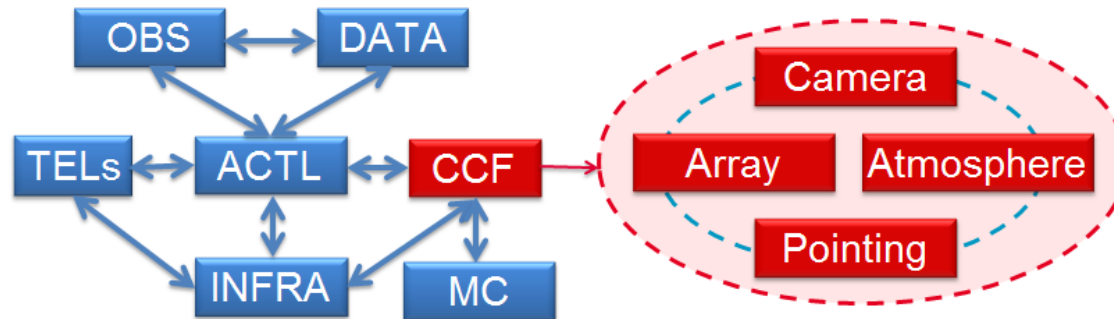 OBS
DATA
Camera
TELs
ACTL
CCF
Array
Atmosphere
Pointing
INFRA
MC